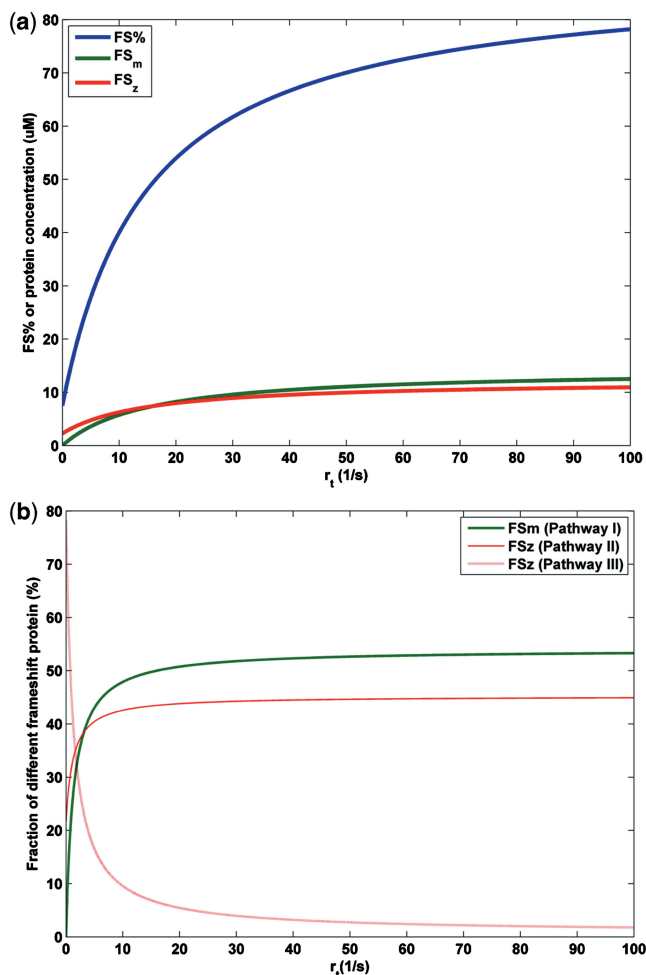 (a)
FS%
FSm
FSz
FS% or protein concentration (uM)
80
70
60
50
40
30
20
10
0
0 10 20 30 40 50 60 70 80 90 100
rt (1/s)
(b)
FSm (Pathway I)
FSz (Pathway II)
FSz (Pathway III)
Fraction of different frameshift protein (%)
80
70
60
50
40
30
20
10
0
0 10 20 30 40 50 60 70 80 90 100
rt(1/s)